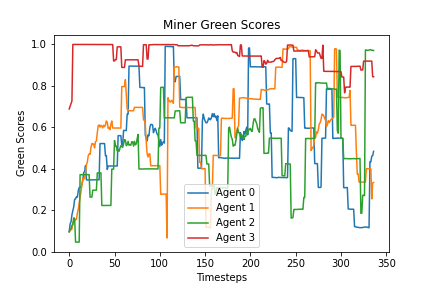 Miner Green Scores
Green Scores
1.0
0.8
0.6
0.4
0.2
0.0
Agent 0
Agent 1
Agent 2
Agent 3
0 50 100 150 200 250 300 350
Timesteps